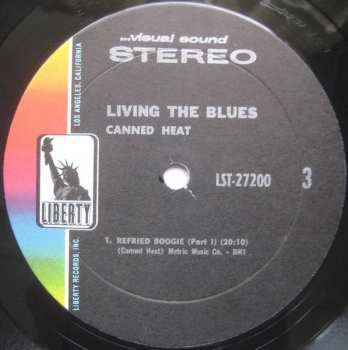 ...visual sound
STEREO
LIVING THE BLUES
CANNED HEAT
LST-27200
3
1. REFRIED BOOGIE (Part I) (20:10)
(Canned Heat) Metric Music Co. - BMI
LIBERTY
LIBERTY RECORDS, INC.
LOS ANGELES, CALIFORNIA